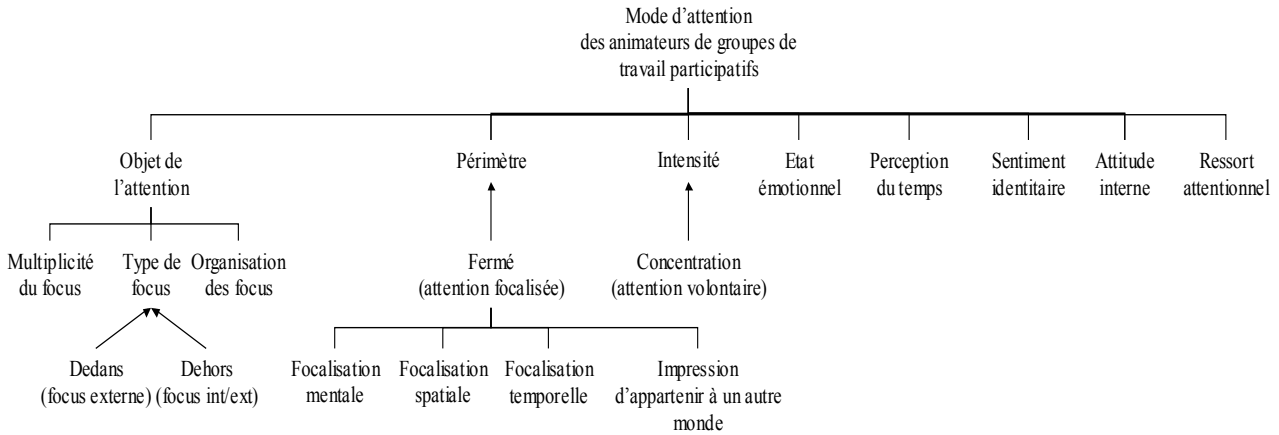 Mode d'attention
des animateurs de groupes de
travail participatifs
Objet de
l'attention
Périmètre
Intensité
Etat
émotionnel
Perception
du temps
Sentiment
identitaire
Attitude
interne
Ressort
attentionnel
Multiplicité
du focus
Type de
focus
Organisation
des focus
Fermé
(attention focalisée)
Concentration
(attention volontaire)
Dedans
(focus externe)
Dehors
(focus int/ext)
Focalisation
mentale
Focalisation
spatiale
Focalisation
temporelle
Impression
d'appartenir à un autre
monde